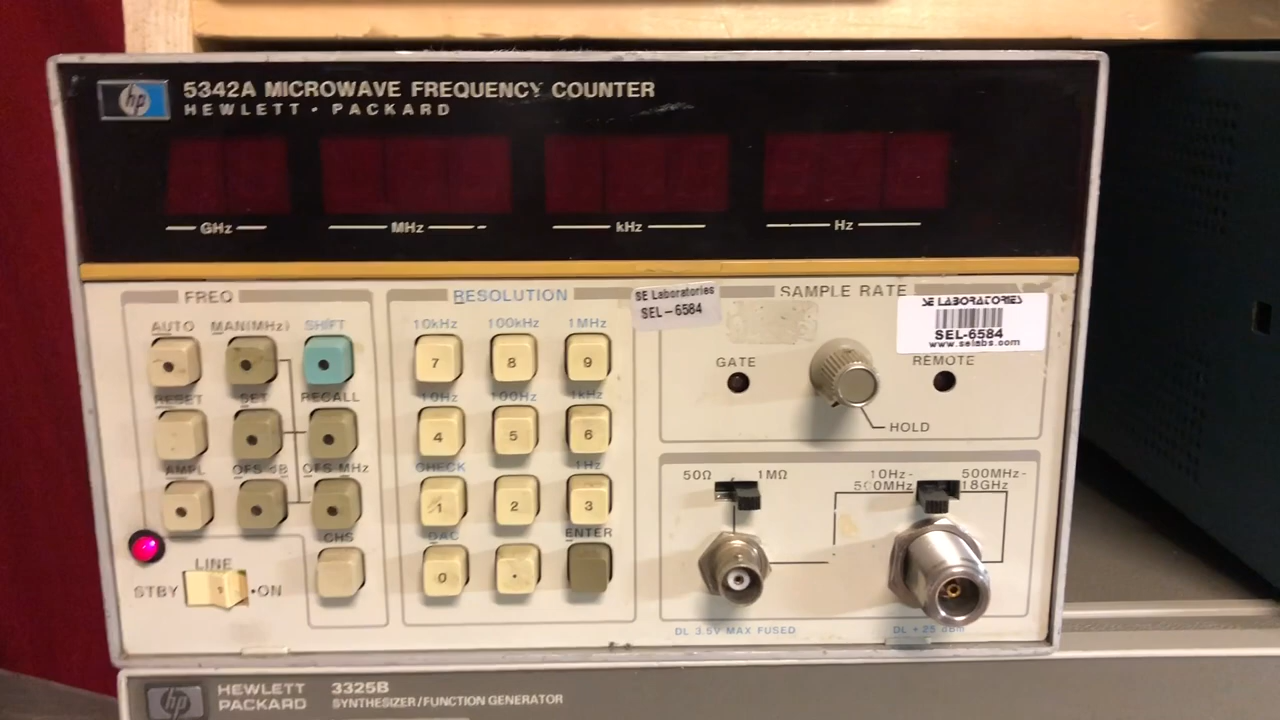 hp
5342A MICROWAVE FREQUENCY COUNTER
HEWLETT • PACKARD
GHz MHz kHz Hz
FREQ
AUTO MAN(MHz) SHIFT
RESET SET RECALL
AMPL OFS dB OFS MHz
CHS
LINE
STBY •ON
RESOLUTION
10kHz 100kHz 1MHz
7 8 9
10Hz 100Hz 1kHz
4 5 6
CHECK 1Hz
1 2 3
DAC ENTER
0 .
SE Laboratories
SEL-6584
SAMPLE RATE
SE LABORATORIES
SEL-6584
www.selabs.com
GATE REMOTE
HOLD
50Ω 1MΩ
10Hz-
500MHz
500MHz-
18GHz
DL 3.5V MAX FUSED
DL +25 dBm
hp
HEWLETT
PACKARD
3325B
SYNTHESIZER/FUNCTION GENERATOR